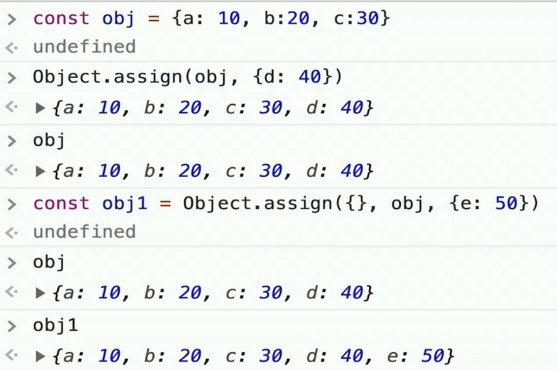 > const obj = {a: 10, b:20, c:30}
<· undefined
> Object.assign(obj, {d: 40})
<· ▶{a: 10, b: 20, c: 30, d: 40}
> obj
<· ▶{a: 10, b: 20, c: 30, d: 40}
> const obj1 = Object.assign({}, obj, {e: 50})
<· undefined
> obj
<· ▶{a: 10, b: 20, c: 30, d: 40}
> obj1
<· ▶{a: 10, b: 20, c: 30, d: 40, e: 50}